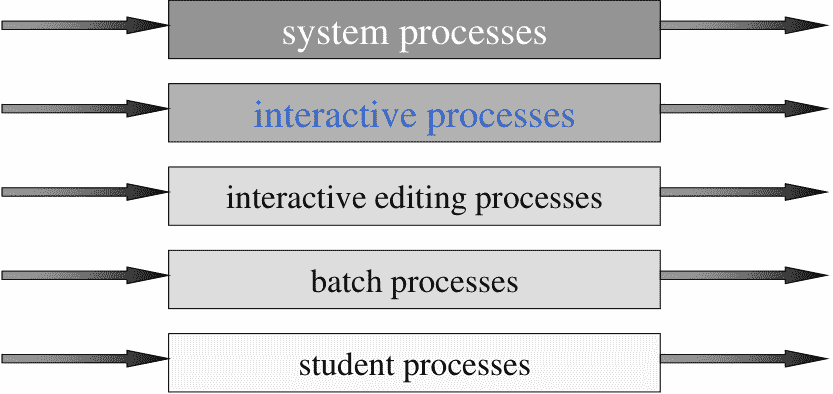 system processes
interactive processes
interactive editing processes
batch processes
student processes